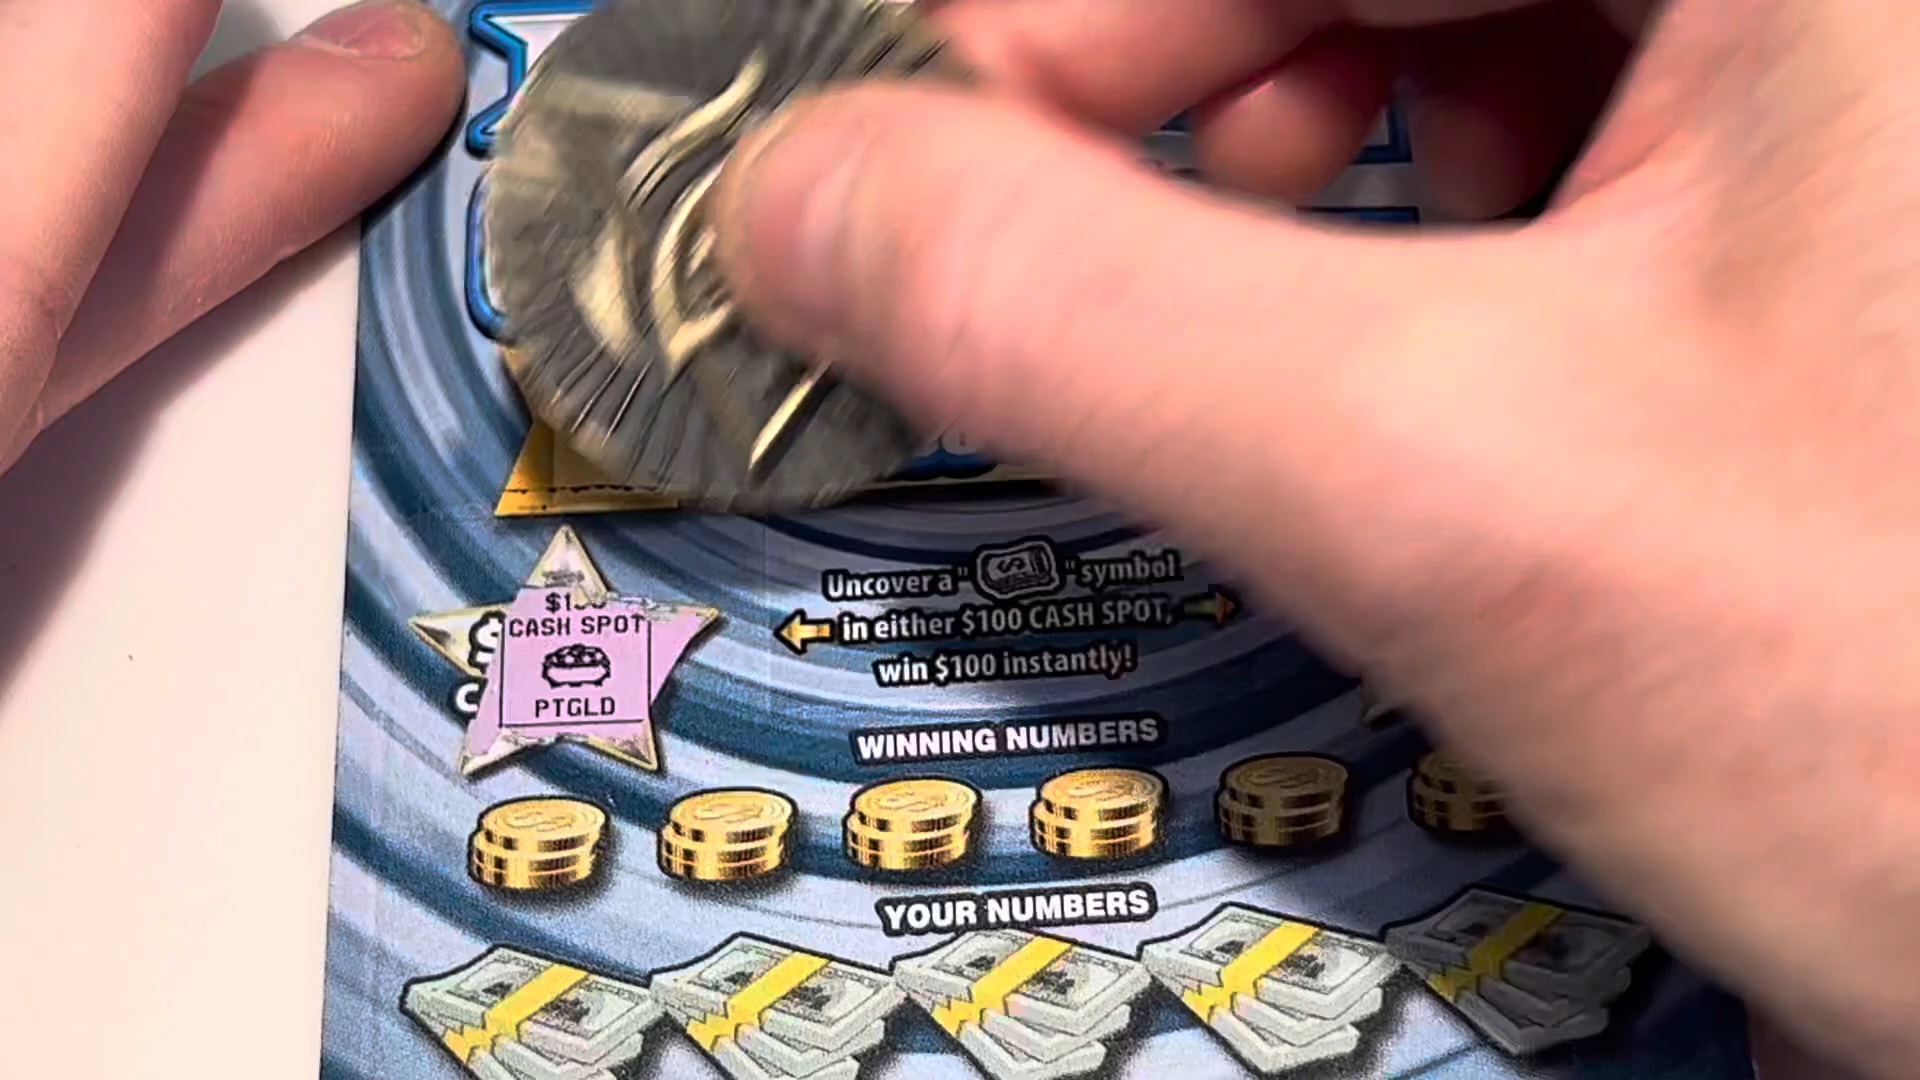 Uncover a " " symbol
in either $100 CASH SPOT,
win $100 instantly!
CASH SPOT
PTGLD
WINNING NUMBERS
YOUR NUMBERS